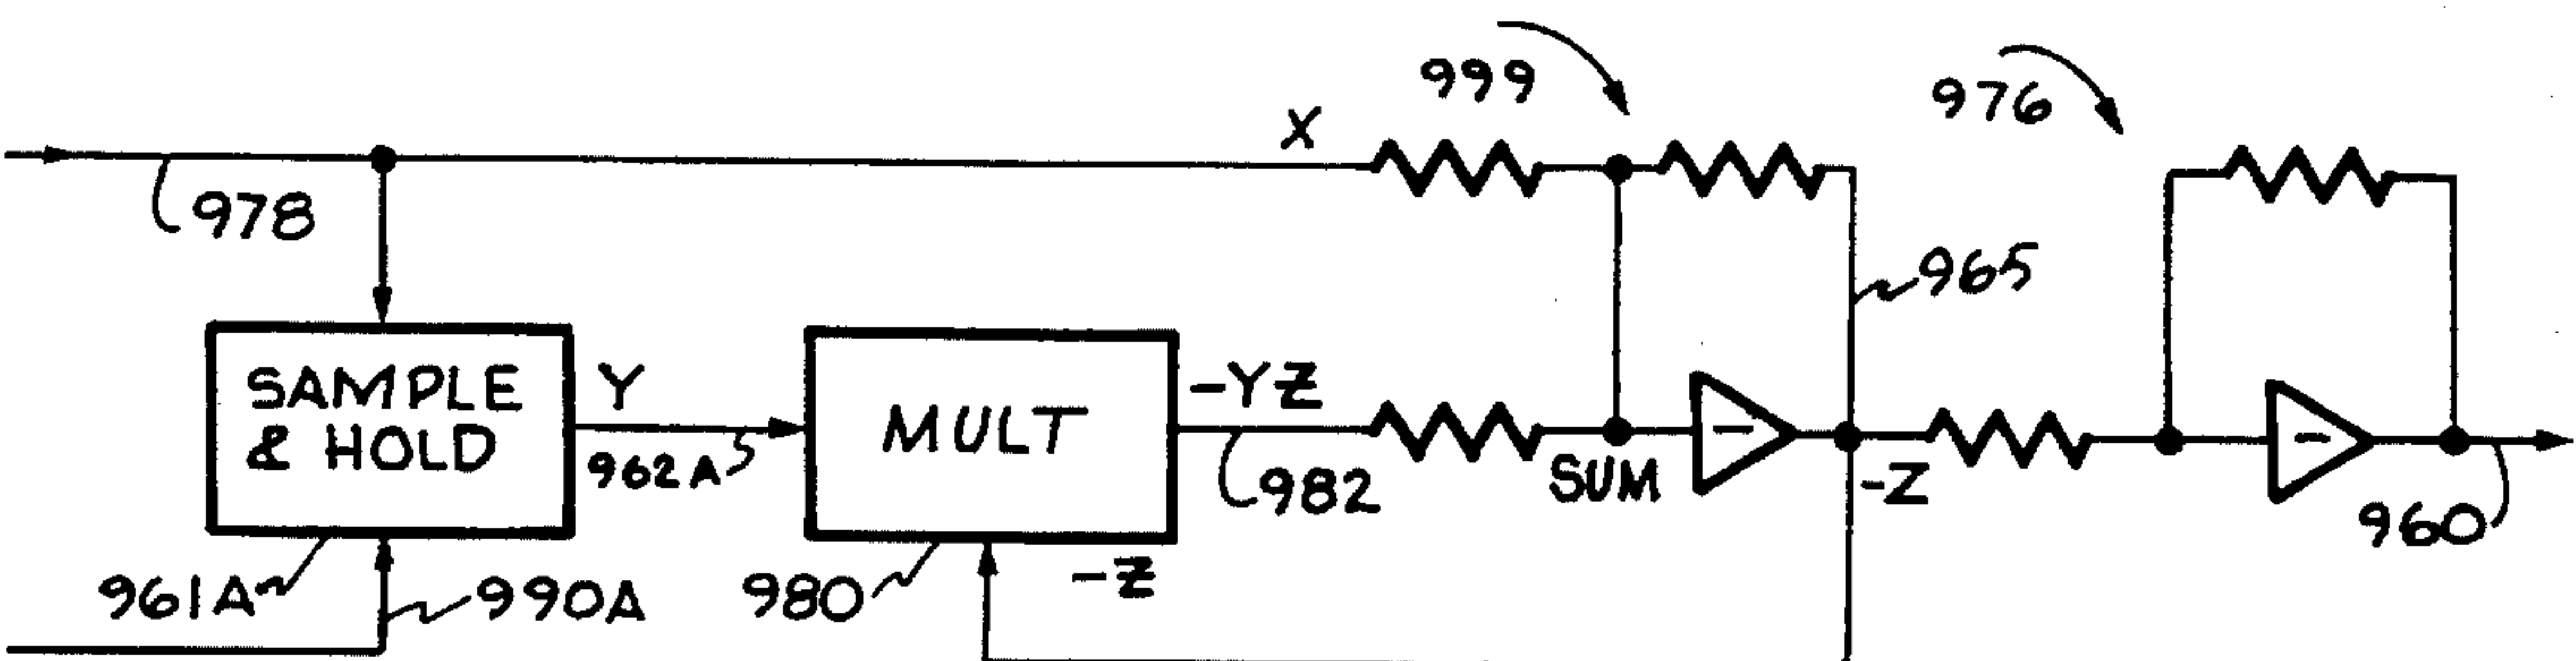 999
976
X
978
965
SAMPLE
& HOLD
Y
962A
MULT
-YZ
982
SUM
-
-Z
-
960
961A
990A
980
-Z